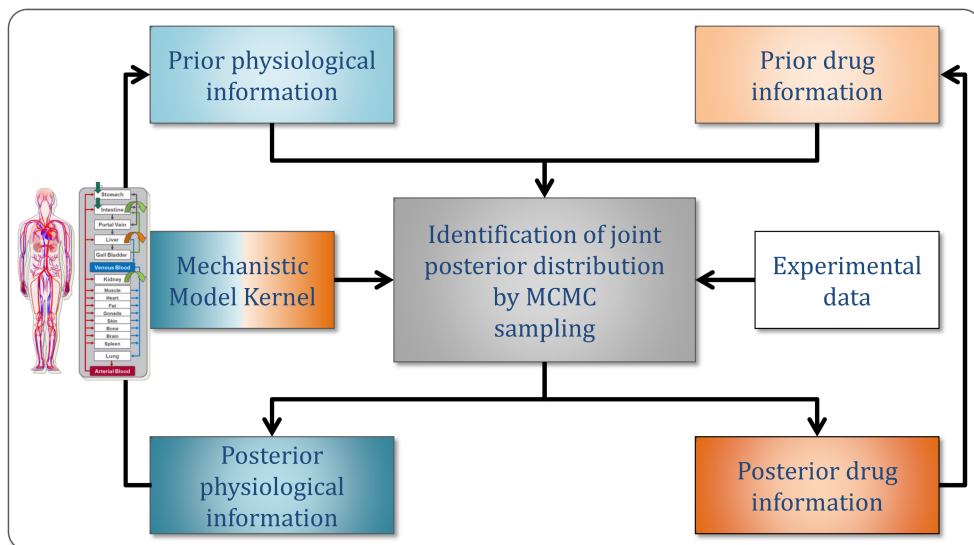 Prior physiological
information
Prior drug
information
Stomach
Intestine
Portal Vein
Liver
Gall Bladder
Venous Blood
Kidney
Muscle
Heart
Fat
Gonads
Skin
Bone
Brain
Spleen
Lung
Arterial Blood
Mechanistic
Model Kernel
Identification of joint
posterior distribution
by MCMC
sampling
Experimental
data
Posterior
physiological
information
Posterior drug
information